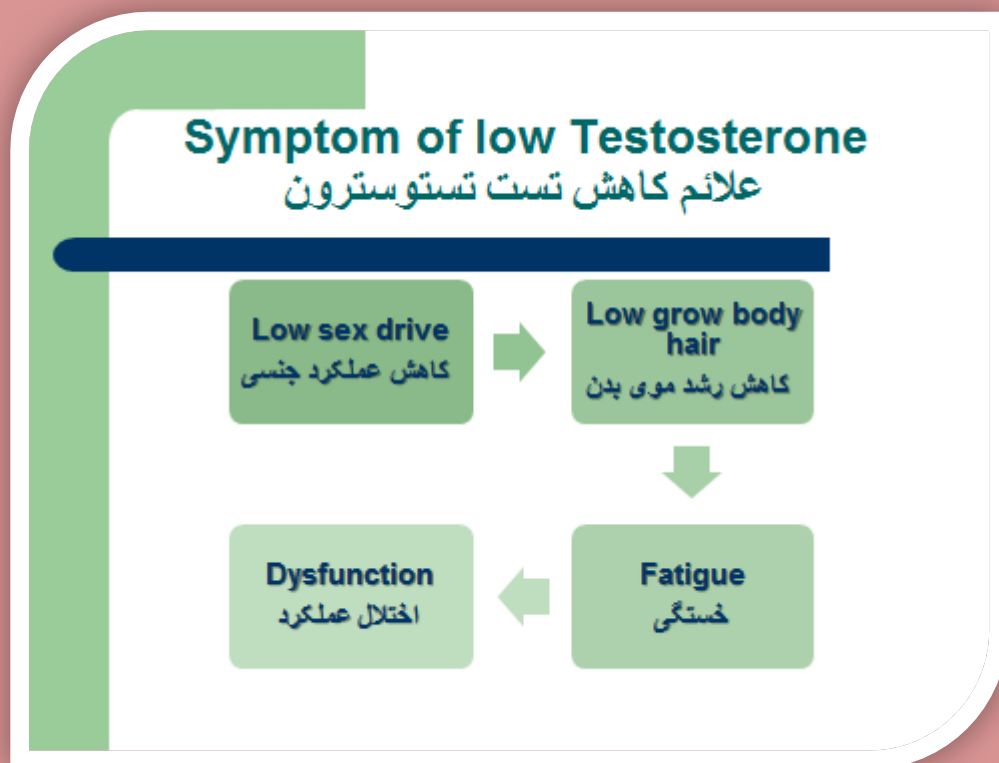 Symptom of low Testosterone
علائم کاهش تست تستوسترون
Low sex drive
کاهش عملکرد جنسی
Low grow body
hair
کاهش رشد موی بدن
Fatigue
خستگی
Dysfunction
اختلال عملکرد